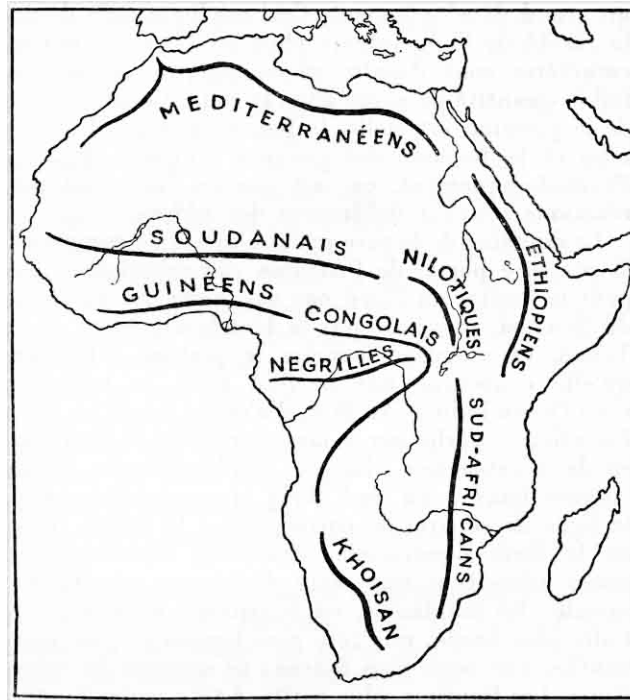 MEDITERRANÉENS
SOUDANAIS
NILOTIQUES
ETHIOPIENS
GUINÉENS
CONGOLAIS
NEGRILLES
SUD-AFRICAINS
KHOISAN